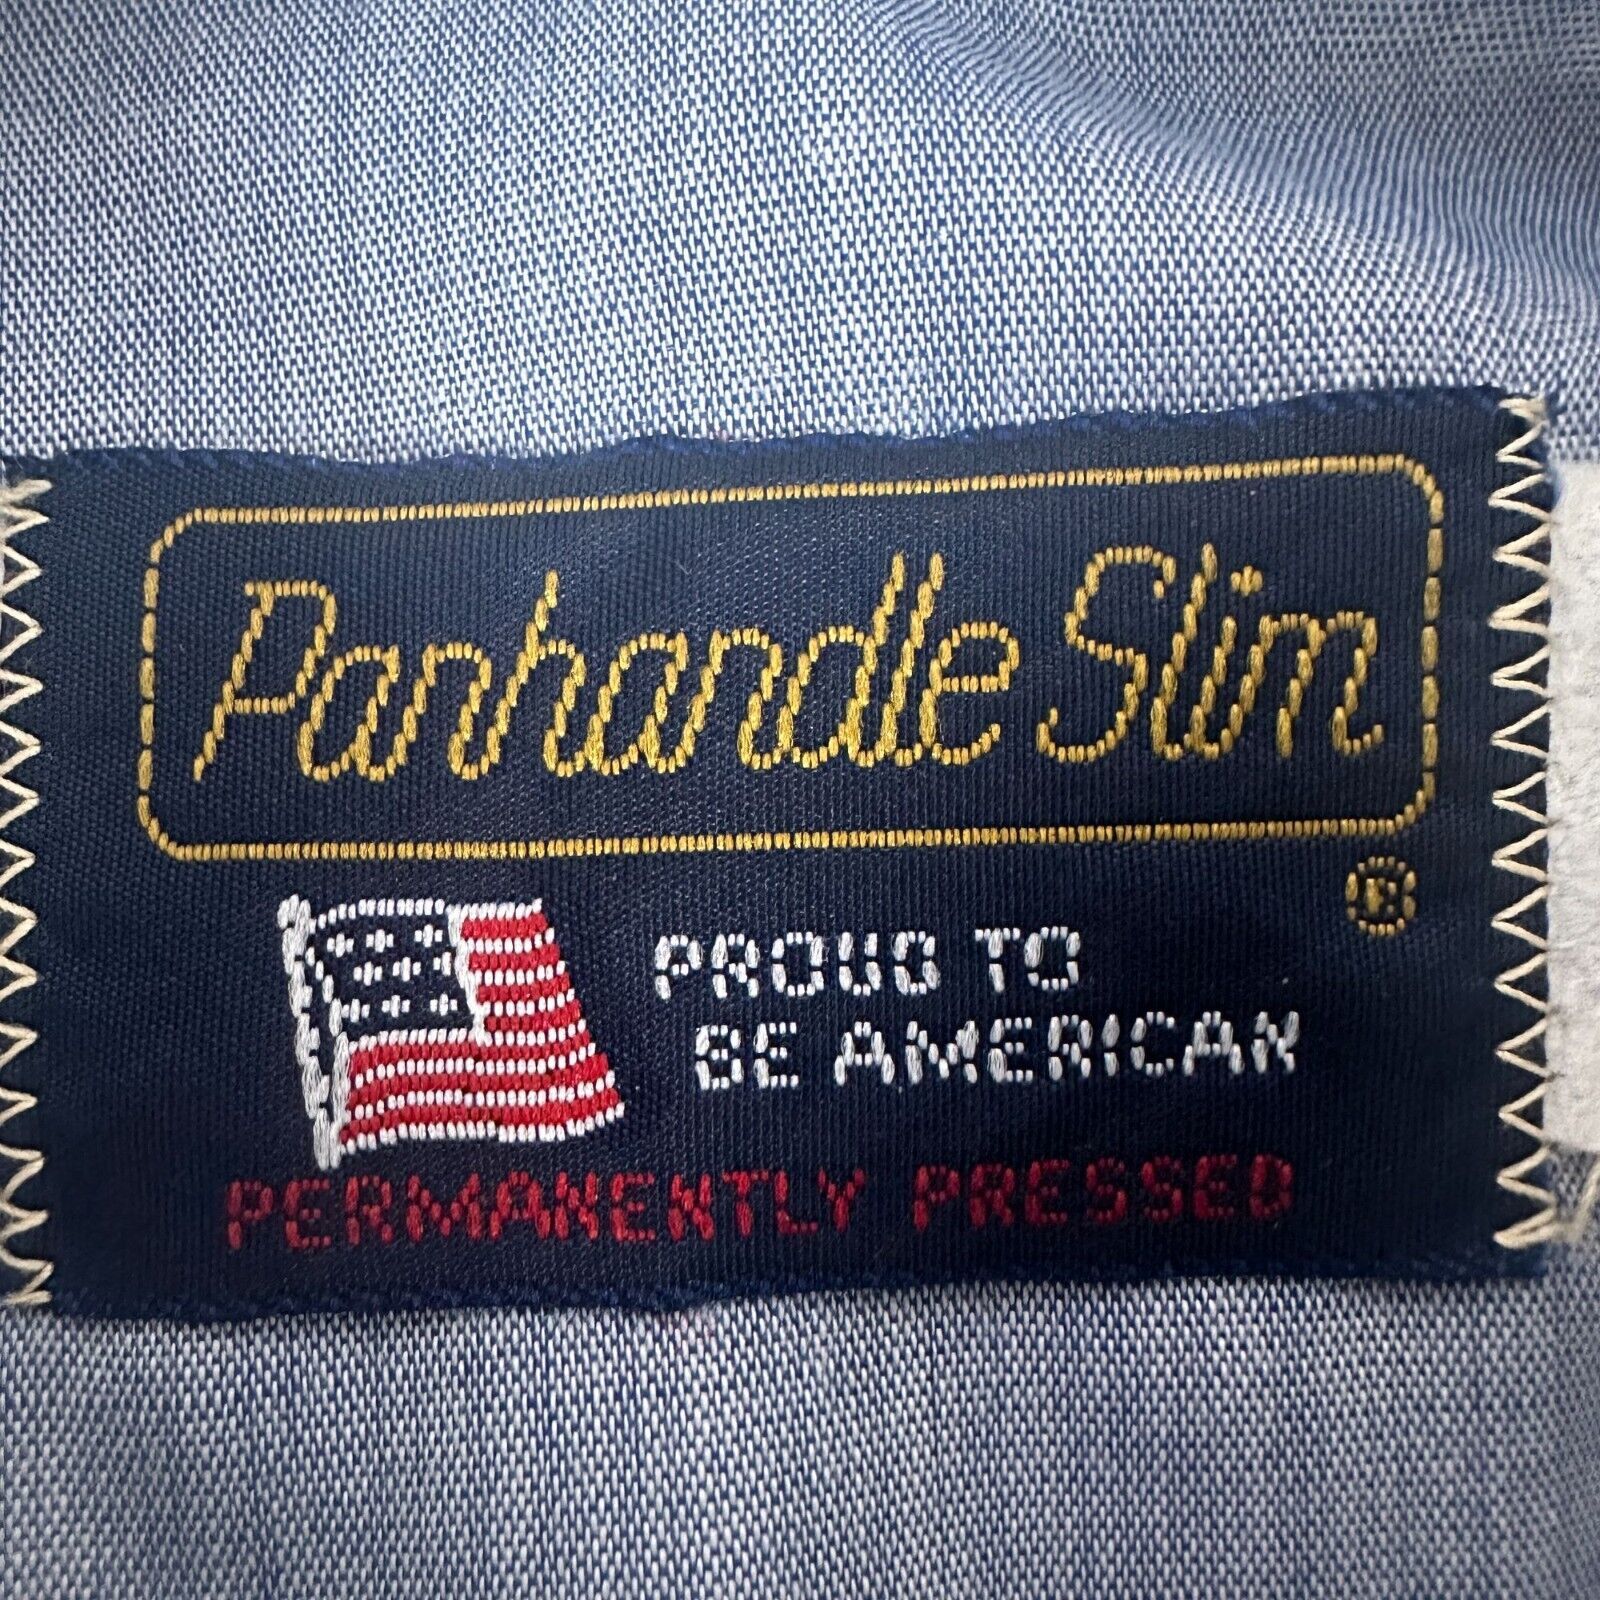 Panhandle Slim
®
PROUD TO
BE AMERICAN
PERMANENTLY PRESSED